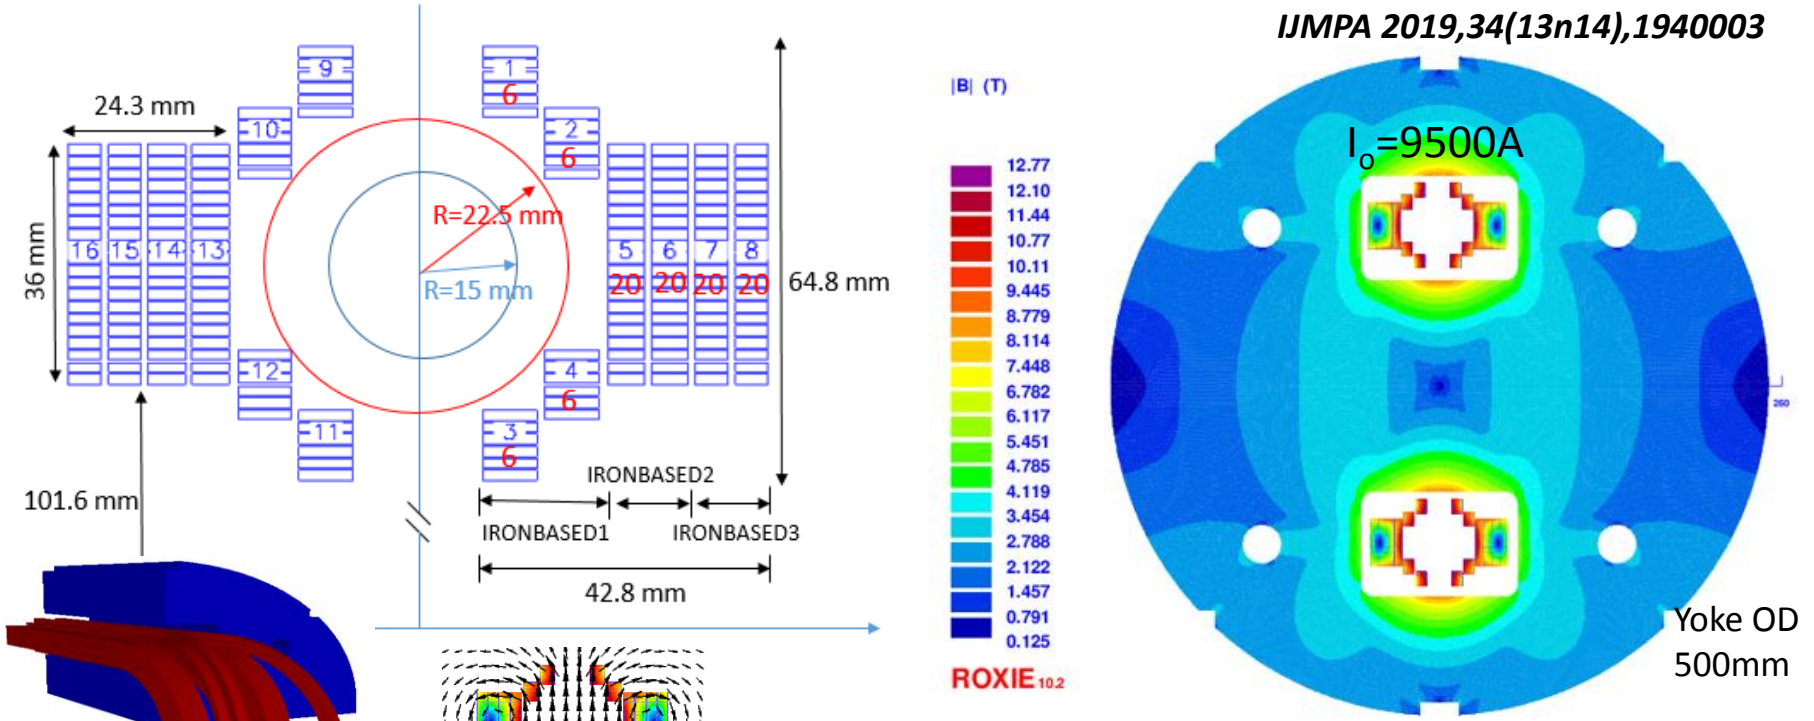 IJMPA 2019,34(13n14),1940003
9
1
6
24.3 mm
10
2
6
R=22.5 mm
36 mm
16
15
14
13
5
6
7
8
20
20
20
20
64.8 mm
R=15 mm
12
4
6
11
3
6
101.6 mm
IRONBASED2
IRONBASED1
IRONBASED3
42.8 mm
|B| (T)
12.77
12.10
11.44
10.77
10.11
9.445
8.779
8.114
7.448
6.782
6.117
5.451
4.785
4.119
3.454
2.788
2.122
1.457
0.791
0.125
ROXIE 10.2
Io=9500A
260
Yoke OD
500mm